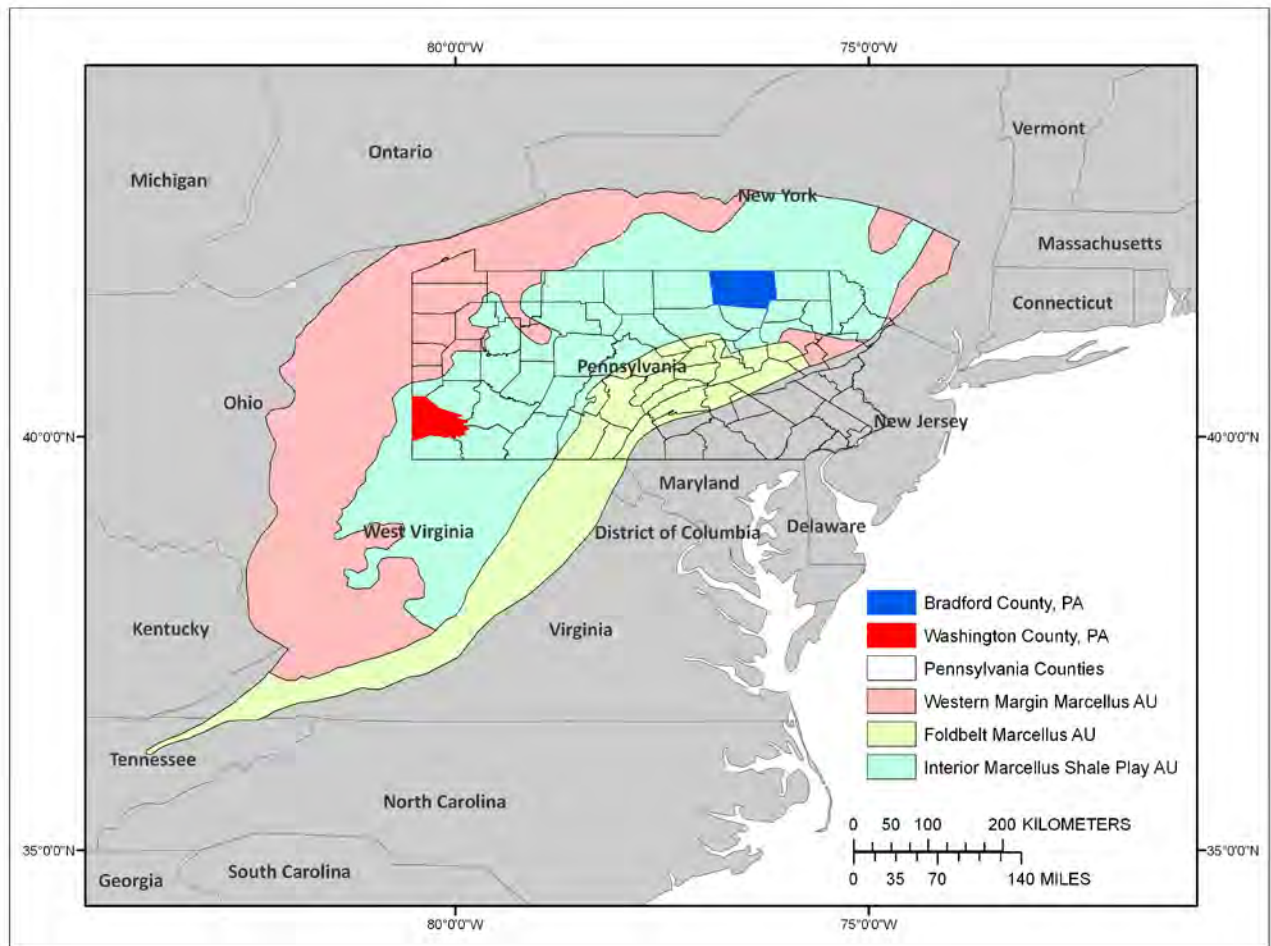 80°0'0"W
75°0'0"W
Vermont
Ontario
Michigan
New York
Massachusetts
Connecticut
Pennsylvania
Ohio
New Jersey
40°0'0"N
40°0'0"N
Maryland
West Virginia
District of Columbia
Delaware
Kentucky
Virginia
Bradford County, PA
Washington County, PA
Pennsylvania Counties
Western Margin Marcellus AU
Foldbelt Marcellus AU
Interior Marcellus Shale Play AU
Tennessee
North Carolina
0 50 100 200 KILOMETERS
35°0'0"N
35°0'0"N
South Carolina
Georgia
0 35 70 140 MILES
80°0'0"W
75°0'0"W